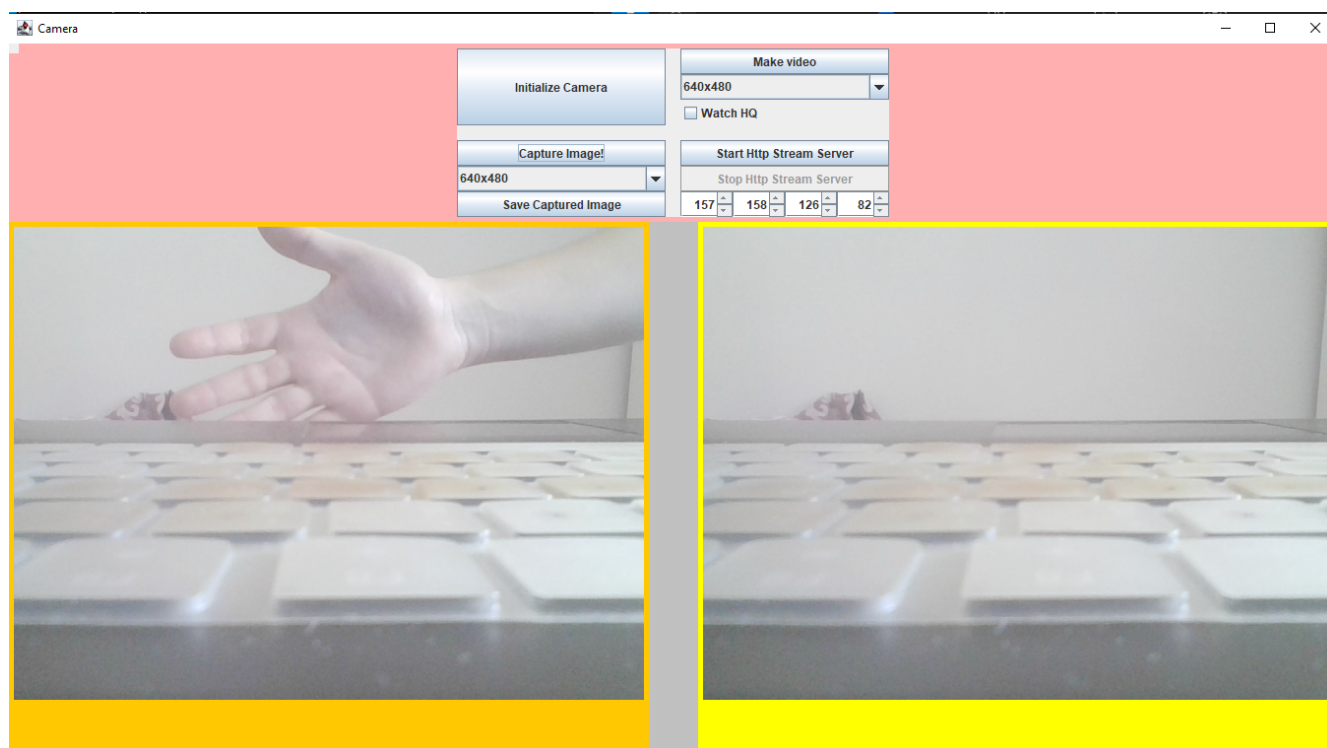 Camera
Initialize Camera
Make video
640x480
Watch HQ
Capture Image!
Start Http Stream Server
640x480
Stop Http Stream Server
Save Captured Image
157 158 126 82